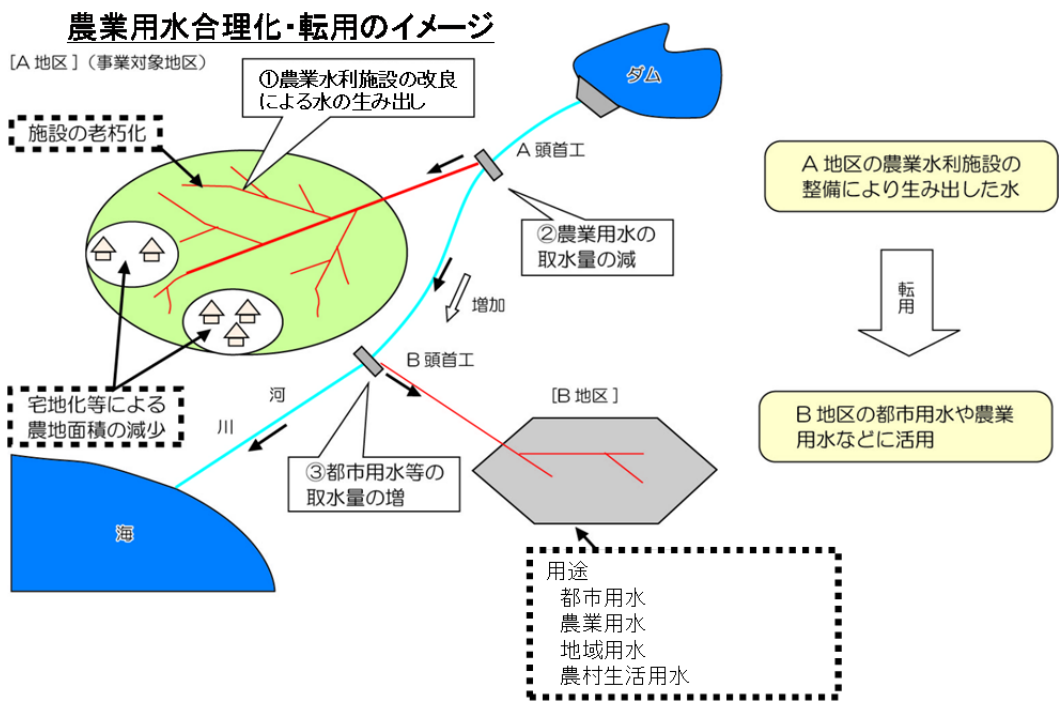 農業用水合理化・転用のイメージ
[A地区](事業対象地区)
①農業水利施設の改良
による水の生み出し
ダム
施設の老朽化
A頭首工
A地区の農業水利施設の
整備により生み出した水
②農業用水の
取水量の減
転用
増加
B頭首工
宅地化等による
農地面積の減少
河
川
[B地区]
B地区の都市用水や農業
用水などに活用
③都市用水等の
取水量の増
海
用途
都市用水
農業用水
地域用水
農村生活用水